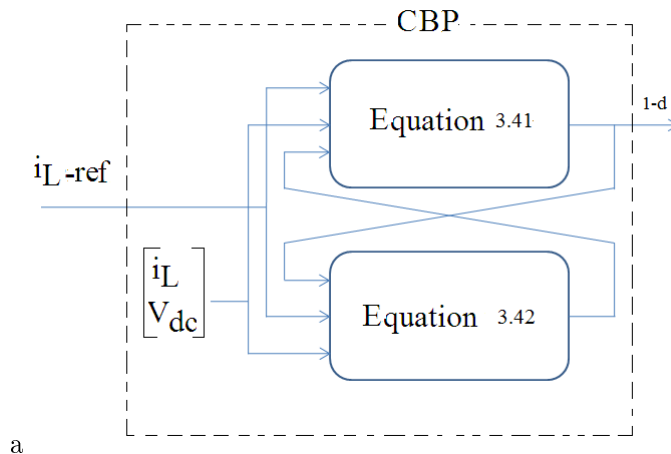 CBP
Equation 3.41
1-d
iL-ref
iL
Vdc
Equation 3.42
a